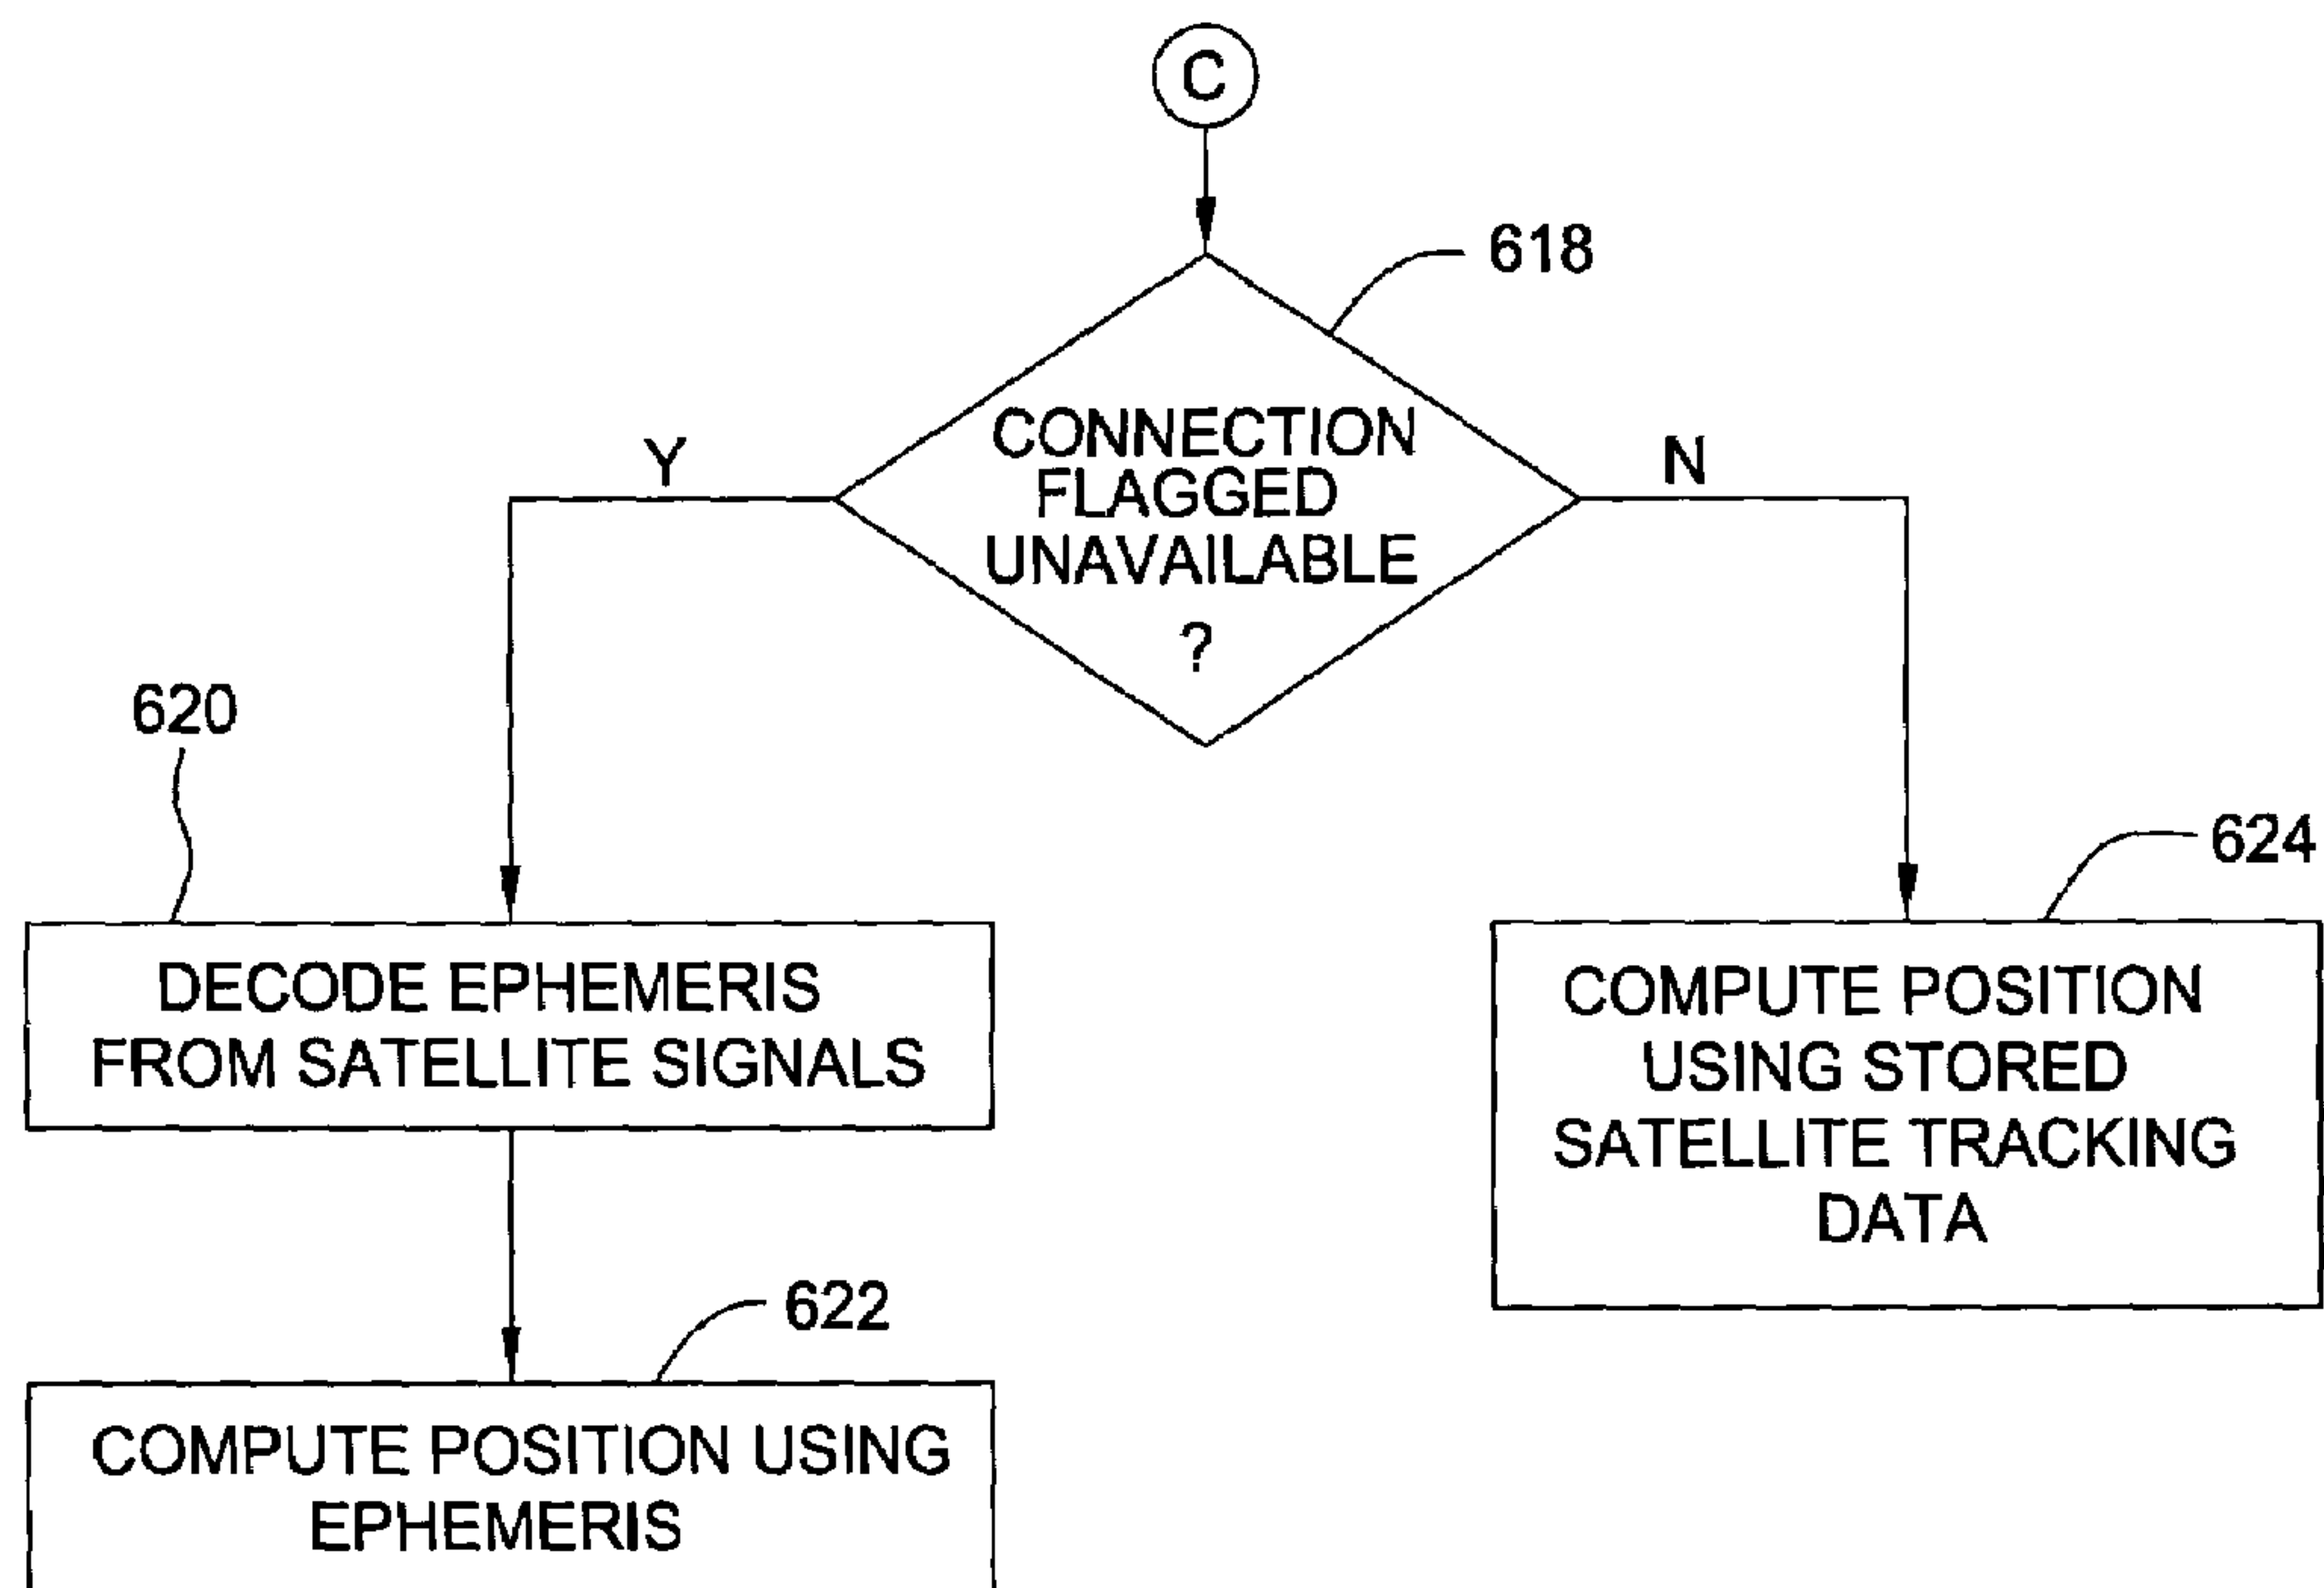 C
618
CONNECTION
FLAGGED
UNAVAILABLE
?
Y
N
620
624
DECODE EPHEMERIS
FROM SATELLITE SIGNALS
COMPUTE POSITION
USING STORED
SATELLITE TRACKING
DATA
622
COMPUTE POSITION USING
EPHEMERIS